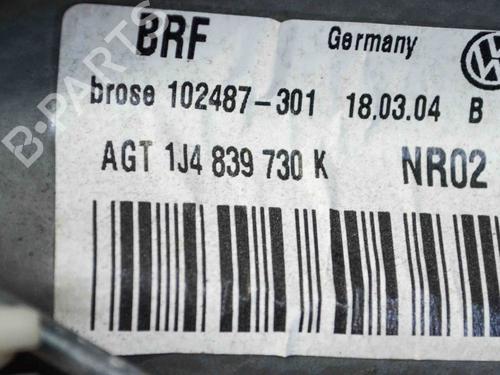 BRF Germany
brose 102487-301 18.03.04 B
AGT 1J4 839 730 K NR02
B-PARTS